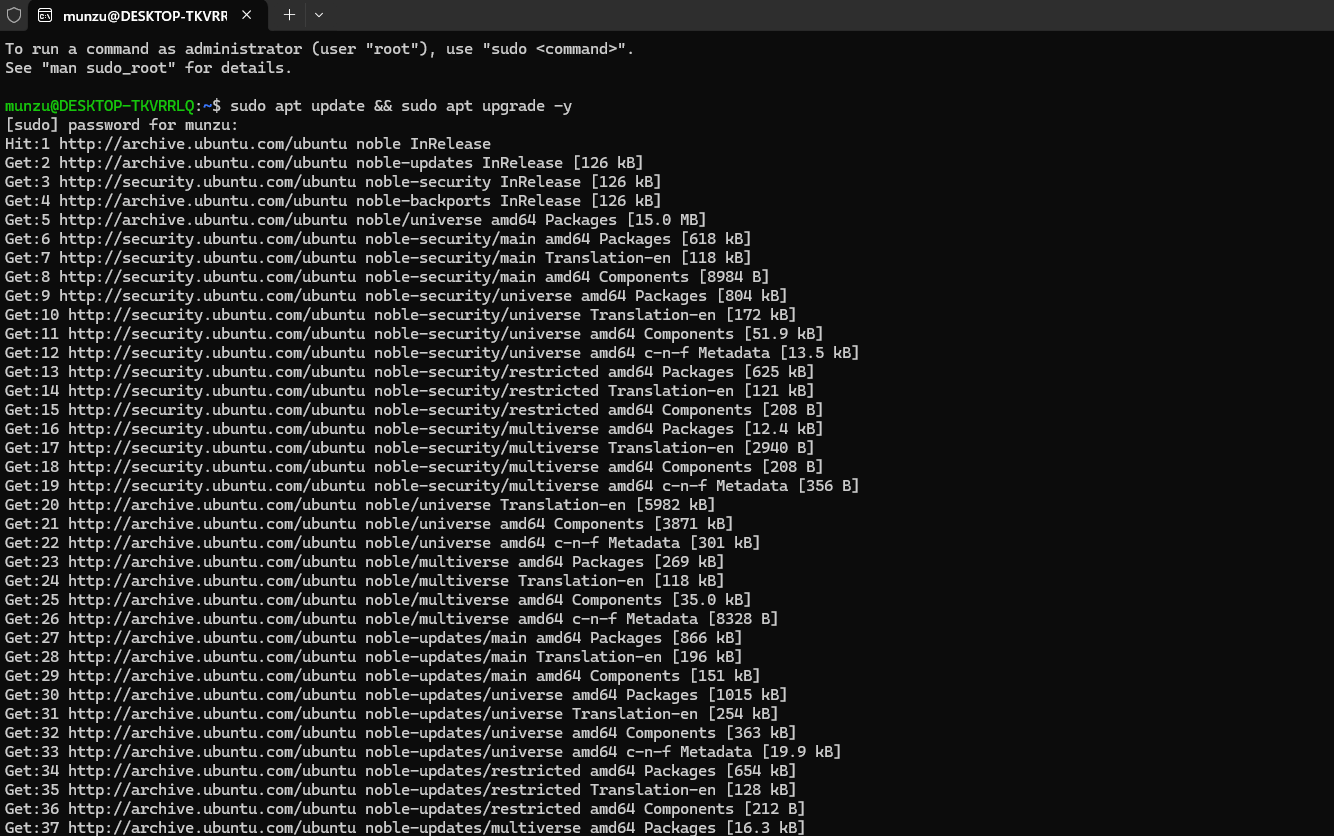 munzu@DESKTOP-TKVRR
To run a command as administrator (user "root"), use "sudo <command>".
See "man sudo_root" for details.
munzu@DESKTOP-TKVRRLQ:~$ sudo apt update && sudo apt upgrade -y
[sudo] password for munzu:
Hit:1 http://archive.ubuntu.com/ubuntu noble InRelease
Get:2 http://archive.ubuntu.com/ubuntu noble-updates InRelease [126 kB]
Get:3 http://security.ubuntu.com/ubuntu noble-security InRelease [126 kB]
Get:4 http://archive.ubuntu.com/ubuntu noble-backports InRelease [126 kB]
Get:5 http://archive.ubuntu.com/ubuntu noble/universe amd64 Packages [15.0 MB]
Get:6 http://security.ubuntu.com/ubuntu noble-security/main amd64 Packages [618 kB]
Get:7 http://security.ubuntu.com/ubuntu noble-security/main Translation-en [118 kB]
Get:8 http://security.ubuntu.com/ubuntu noble-security/main amd64 Components [8984 B]
Get:9 http://security.ubuntu.com/ubuntu noble-security/universe amd64 Packages [804 kB]
Get:10 http://security.ubuntu.com/ubuntu noble-security/universe Translation-en [172 kB]
Get:11 http://security.ubuntu.com/ubuntu noble-security/universe amd64 Components [51.9 kB]
Get:12 http://security.ubuntu.com/ubuntu noble-security/universe amd64 c-n-f Metadata [13.5 kB]
Get:13 http://security.ubuntu.com/ubuntu noble-security/restricted amd64 Packages [625 kB]
Get:14 http://security.ubuntu.com/ubuntu noble-security/restricted Translation-en [121 kB]
Get:15 http://security.ubuntu.com/ubuntu noble-security/restricted amd64 Components [208 B]
Get:16 http://security.ubuntu.com/ubuntu noble-security/multiverse amd64 Packages [12.4 kB]
Get:17 http://security.ubuntu.com/ubuntu noble-security/multiverse Translation-en [2940 B]
Get:18 http://security.ubuntu.com/ubuntu noble-security/multiverse amd64 Components [208 B]
Get:19 http://security.ubuntu.com/ubuntu noble-security/multiverse amd64 c-n-f Metadata [356 B]
Get:20 http://archive.ubuntu.com/ubuntu noble/universe Translation-en [5982 kB]
Get:21 http://archive.ubuntu.com/ubuntu noble/universe amd64 Components [3871 kB]
Get:22 http://archive.ubuntu.com/ubuntu noble/universe amd64 c-n-f Metadata [301 kB]
Get:23 http://archive.ubuntu.com/ubuntu noble/multiverse amd64 Packages [269 kB]
Get:24 http://archive.ubuntu.com/ubuntu noble/multiverse Translation-en [118 kB]
Get:25 http://archive.ubuntu.com/ubuntu noble/multiverse amd64 Components [35.0 kB]
Get:26 http://archive.ubuntu.com/ubuntu noble/multiverse amd64 c-n-f Metadata [8328 B]
Get:27 http://archive.ubuntu.com/ubuntu noble-updates/main amd64 Packages [866 kB]
Get:28 http://archive.ubuntu.com/ubuntu noble-updates/main Translation-en [196 kB]
Get:29 http://archive.ubuntu.com/ubuntu noble-updates/main amd64 Components [151 kB]
Get:30 http://archive.ubuntu.com/ubuntu noble-updates/universe amd64 Packages [1015 kB]
Get:31 http://archive.ubuntu.com/ubuntu noble-updates/universe Translation-en [254 kB]
Get:32 http://archive.ubuntu.com/ubuntu noble-updates/universe amd64 Components [363 kB]
Get:33 http://archive.ubuntu.com/ubuntu noble-updates/universe amd64 c-n-f Metadata [19.9 kB]
Get:34 http://archive.ubuntu.com/ubuntu noble-updates/restricted amd64 Packages [654 kB]
Get:35 http://archive.ubuntu.com/ubuntu noble-updates/restricted Translation-en [128 kB]
Get:36 http://archive.ubuntu.com/ubuntu noble-updates/restricted amd64 Components [212 B]
Get:37 http://archive.ubuntu.com/ubuntu noble-updates/multiverse amd64 Packages [16.3 kB]